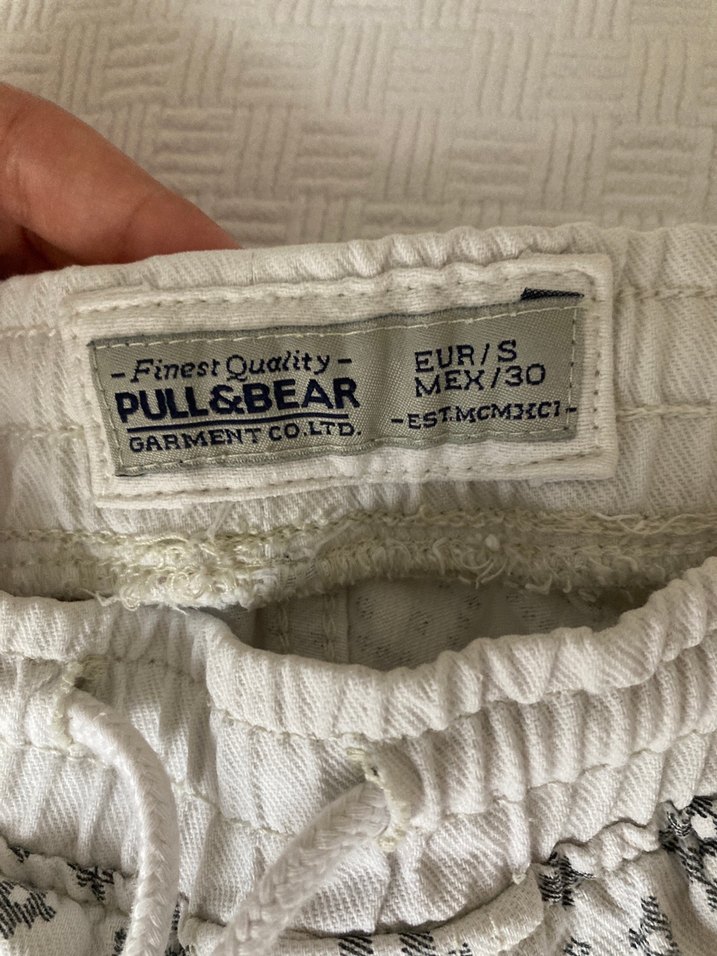 -Finest Quality-
PULL&BEAR
GARMENT CO.LTD.
EUR/S
MEX/30
-EST.MCMXCI-